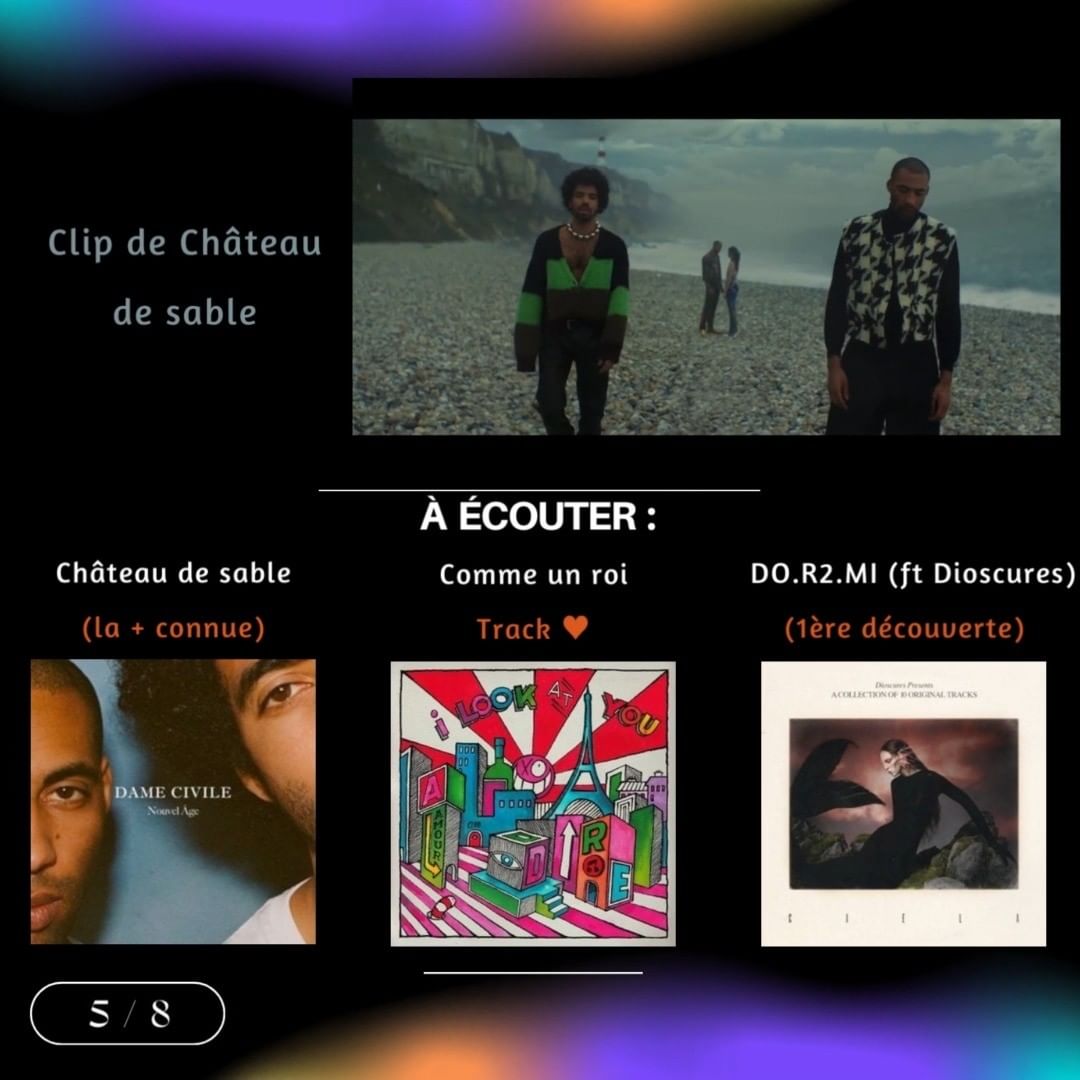 Clip de Château
de sable
À ÉCOUTER :
Château de sable
(la + connue)
Comme un roi
Track ♥
DO.R2.MI (ft Dioscures)
(1ère découverte)
DAME CIVILE
Nouvel Âge
i LOOK AT YOU
A
AMOUR
D
I
R
E
Dioscures Presents
A COLLECTION OF 10 ORIGINAL TRACKS
C I E L A
5 / 8